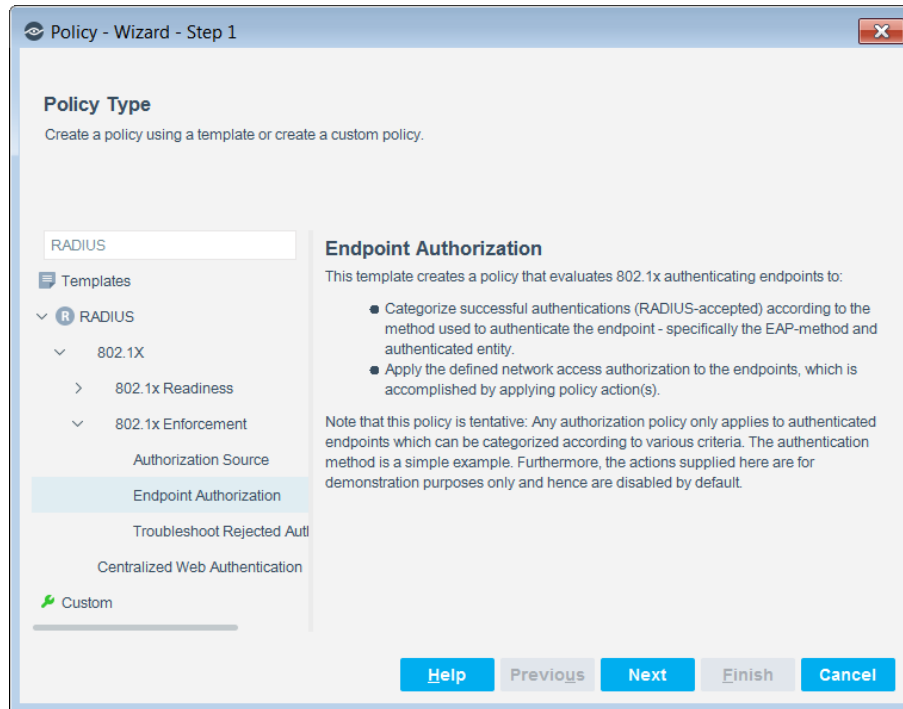 Policy - Wizard - Step 1
Policy Type
Create a policy using a template or create a custom policy.
RADIUS
Templates
R RADIUS
802.1X
802.1x Readiness
802.1x Enforcement
Authorization Source
Endpoint Authorization
Troubleshoot Rejected Aut
Centralized Web Authentication
Custom
Endpoint Authorization
This template creates a policy that evaluates 802.1x authenticating endpoints to:
Categorize successful authentications (RADIUS-accepted) according to the
method used to authenticate the endpoint - specifically the EAP-method and
authenticated entity.
Apply the defined network access authorization to the endpoints, which is
accomplished by applying policy action(s).
Note that this policy is tentative: Any authorization policy only applies to authenticated
endpoints which can be categorized according to various criteria. The authentication
method is a simple example. Furthermore, the actions supplied here are for
demonstration purposes only and hence are disabled by default.
Help Previous Next Finish Cancel